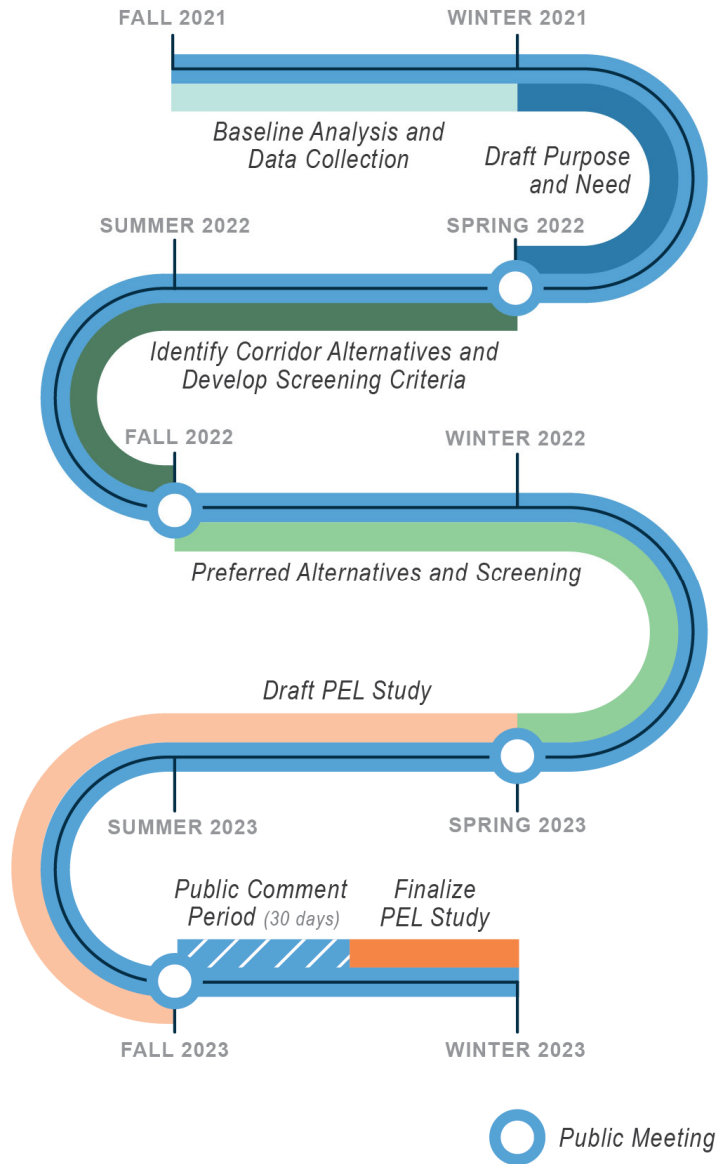 FALL 2021
WINTER 2021
Baseline Analysis and
Data Collection
Draft Purpose
and Need
SUMMER 2022
SPRING 2022
Identify Corridor Alternatives and
Develop Screening Criteria
FALL 2022
WINTER 2022
Preferred Alternatives and Screening
Draft PEL Study
SUMMER 2023
SPRING 2023
Public Comment
Period (30 days)
Finalize
PEL Study
FALL 2023
WINTER 2023
Public Meeting